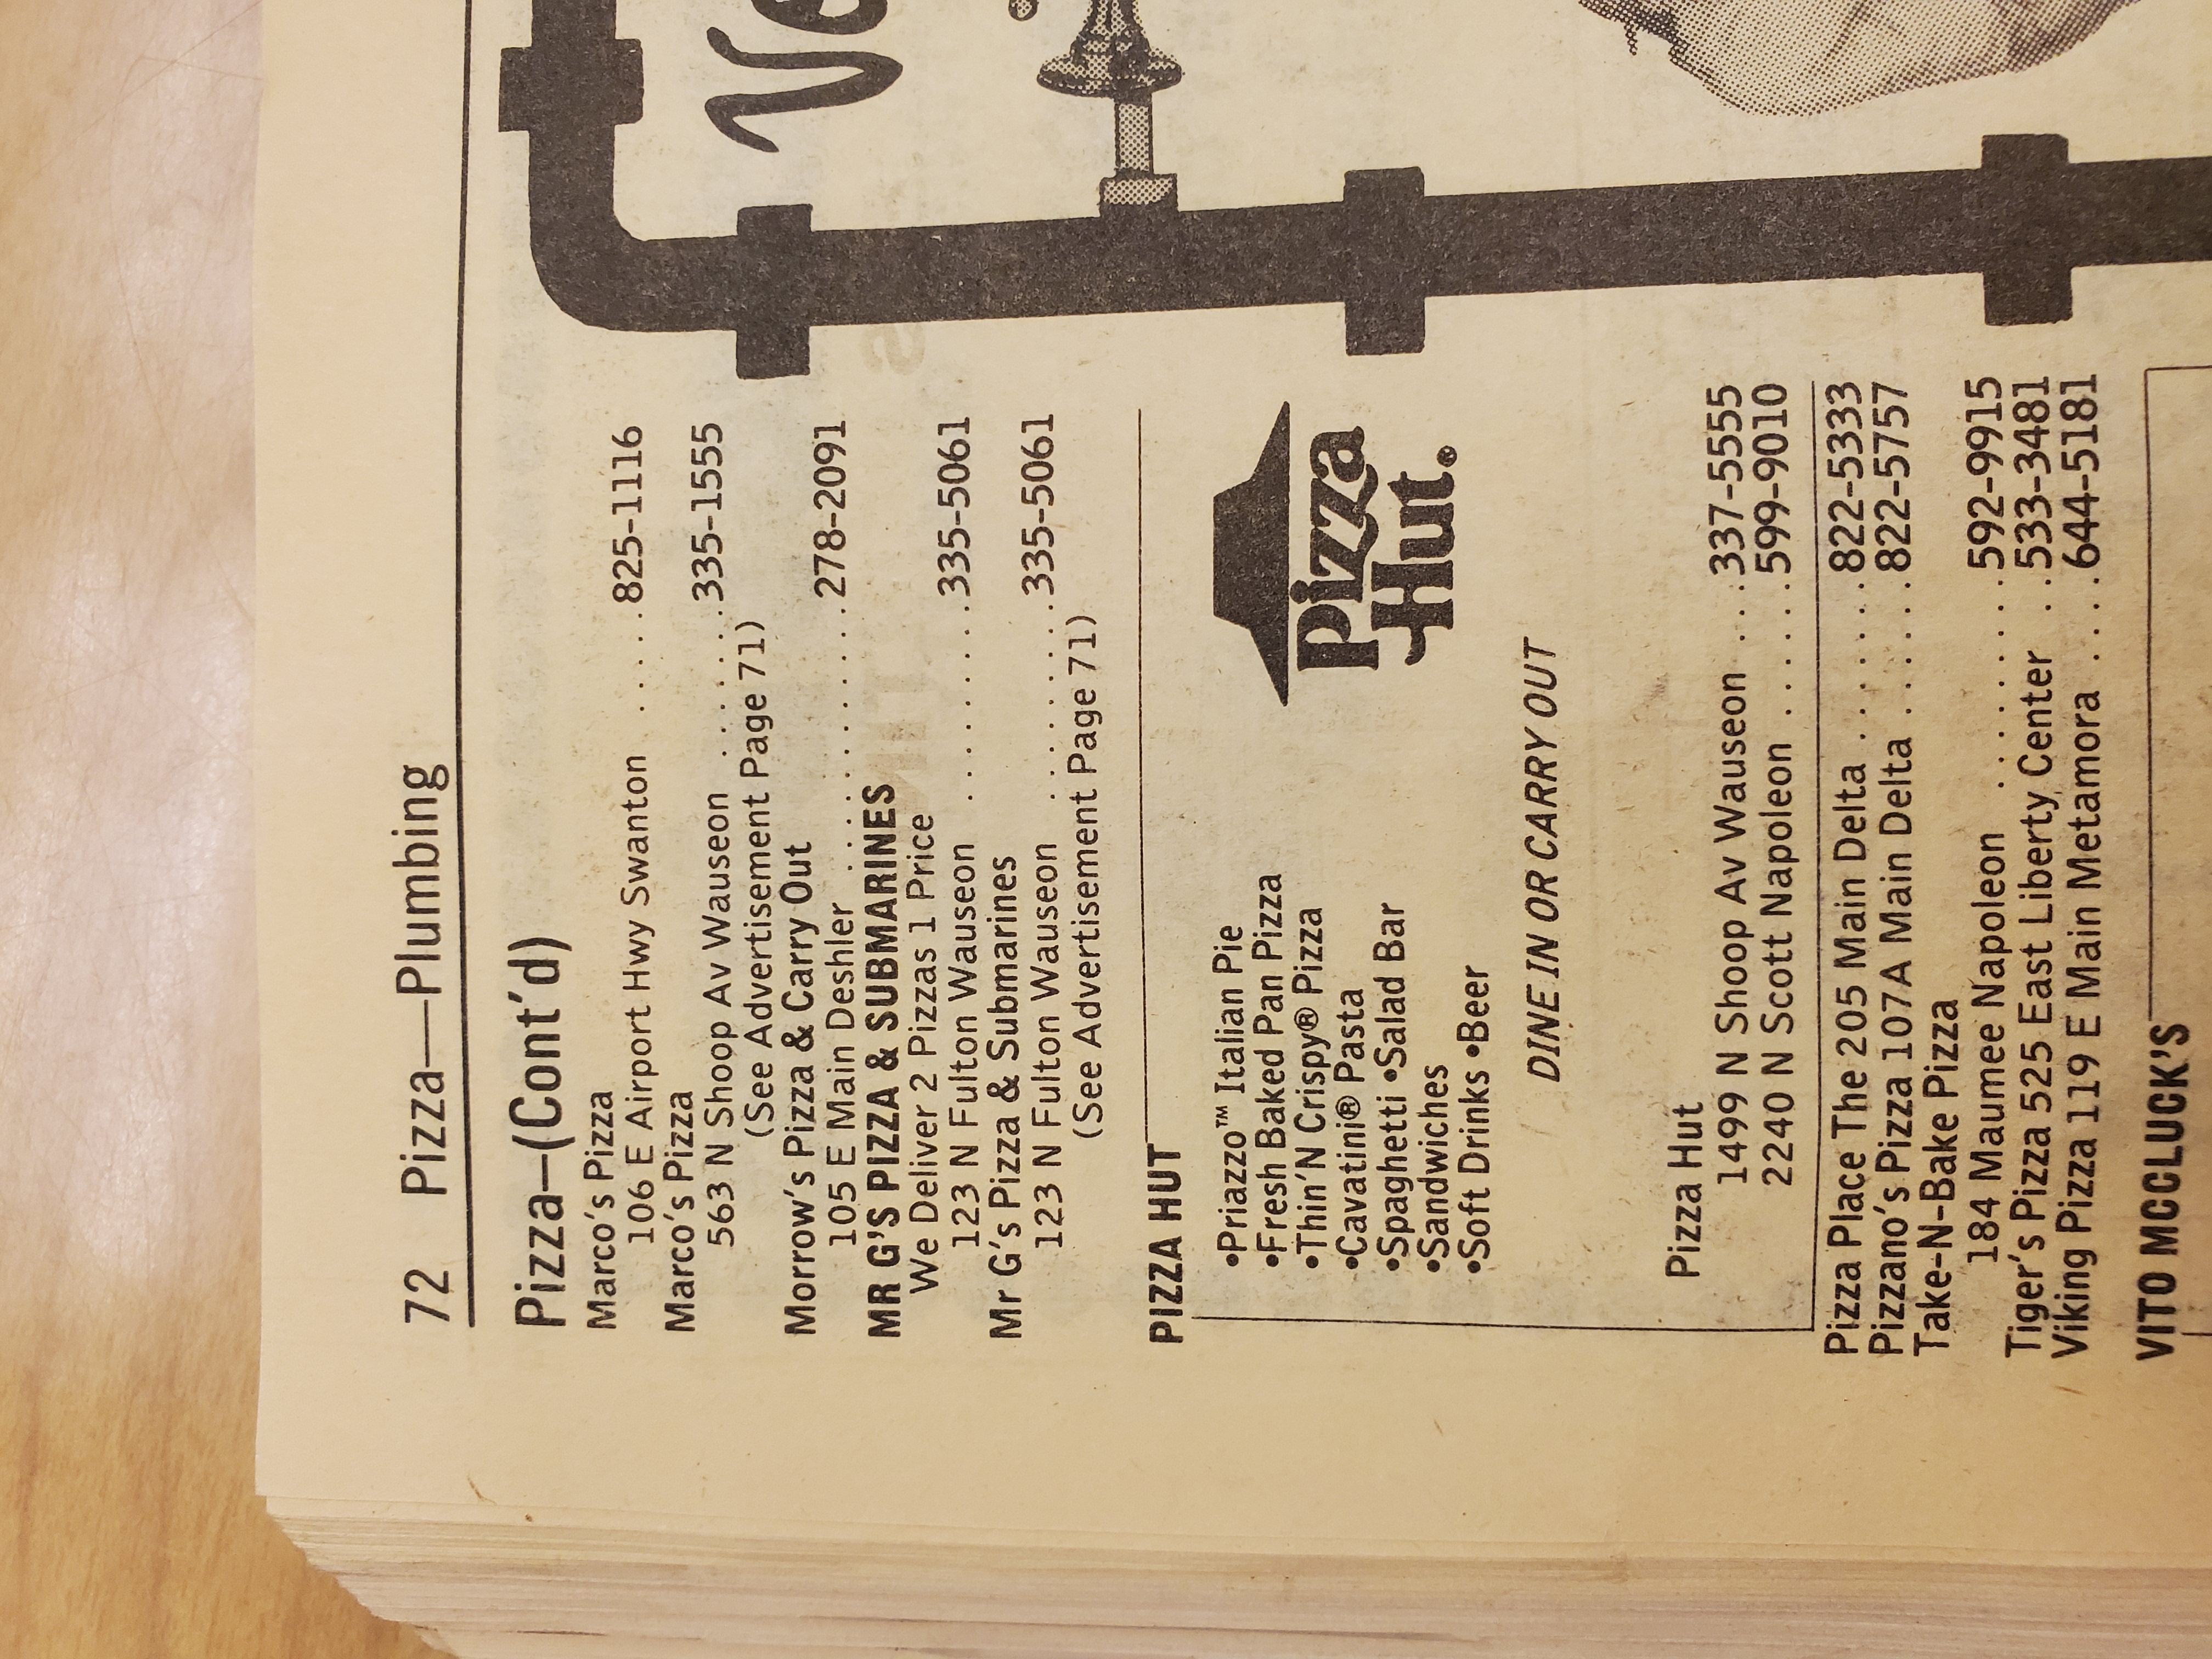 72 Pizza—Plumbing
Pizza—(Cont'd)
Marco's Pizza
106 E Airport Hwy Swanton . . . . .825-1116
Marco's Pizza
563 N Shoop Av Wauseon . . . . . . .335-1555
(See Advertisement Page 71)
Morrow's Pizza & Carry Out
105 E Main Deshler . . . . . . . . . . . .278-2091
MR G'S PIZZA & SUBMARINES
We Deliver 2 Pizzas 1 Price
123 N Fulton Wauseon . . . . . . . . .335-5061
Mr G's Pizza & Submarines
123 N Fulton Wauseon . . . . . . . . .335-5061
(See Advertisement Page 71)
PIZZA HUT
•Priazzo™ Italian Pie
•Fresh Baked Pan Pizza
•Thin'N Crispy® Pizza
•Cavatini® Pasta
•Spaghetti •Salad Bar
•Sandwiches
•Soft Drinks •Beer
Pizza
Hut.®
DINE IN OR CARRY OUT
Pizza Hut
1499 N Shoop Av Wauseon . . .337-5555
2240 N Scott Napoleon . . . . . .599-9010
Pizza Place The 205 Main Delta . . . . . . .822-5333
Pizzano's Pizza 107A Main Delta . . . . . .822-5757
Take-N-Bake Pizza
184 Maumee Napoleon . . . . . . . . .592-9915
Tiger's Pizza 525 East Liberty Center . .533-3481
Viking Pizza 119 E Main Metamora . . . .644-5181
VITO MCCLUCK'S